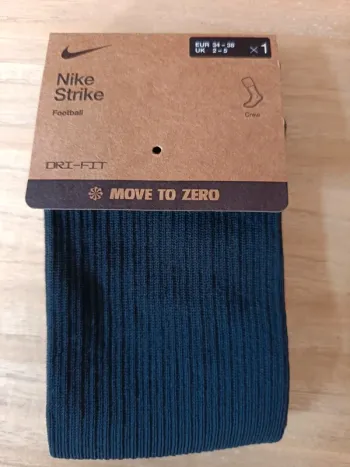 EUR 34 - 38
UK 2 - 5
×1
Nike
Strike
Football
Crew
DRI-FIT
MOVE TO ZERO